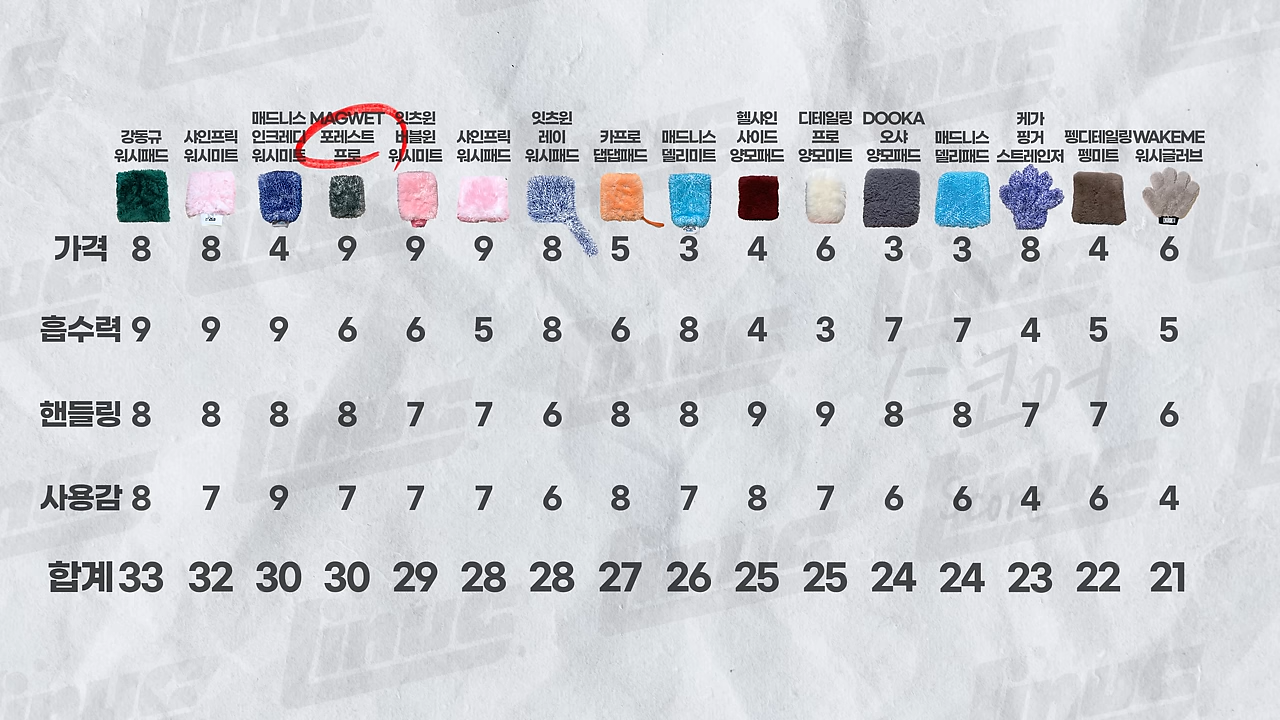 강동규
워시패드
샤인프릭
워시미트
매드니스
인크레디
워시미트
MAGWET
포레스트
프로
잇츠윈
버블윈
워시미트
샤인프릭
워시패드
잇츠윈
레이
워시패드
카프로
댑댑패드
매드니스
델리미트
헬샤인
사이드
양모패드
디테일링
프로
양모미트
DOOKA
오샤
양모패드
매드니스
델리패드
케가
핑거
스트레인저
펭디테일링
펭미트
WAKEME
워시글러브
가격 8 8 4 9 9 9 8 5 3 4 6 3 3 8 4 6
흡수력 9 9 9 6 6 5 8 6 8 4 3 7 7 4 5 5
핸들링 8 8 8 8 7 7 6 8 8 9 9 8 8 7 7 6
사용감 8 7 9 7 7 7 6 8 7 8 7 6 6 4 6 4
합계 33 32 30 30 29 28 28 27 26 25 25 24 24 23 22 21